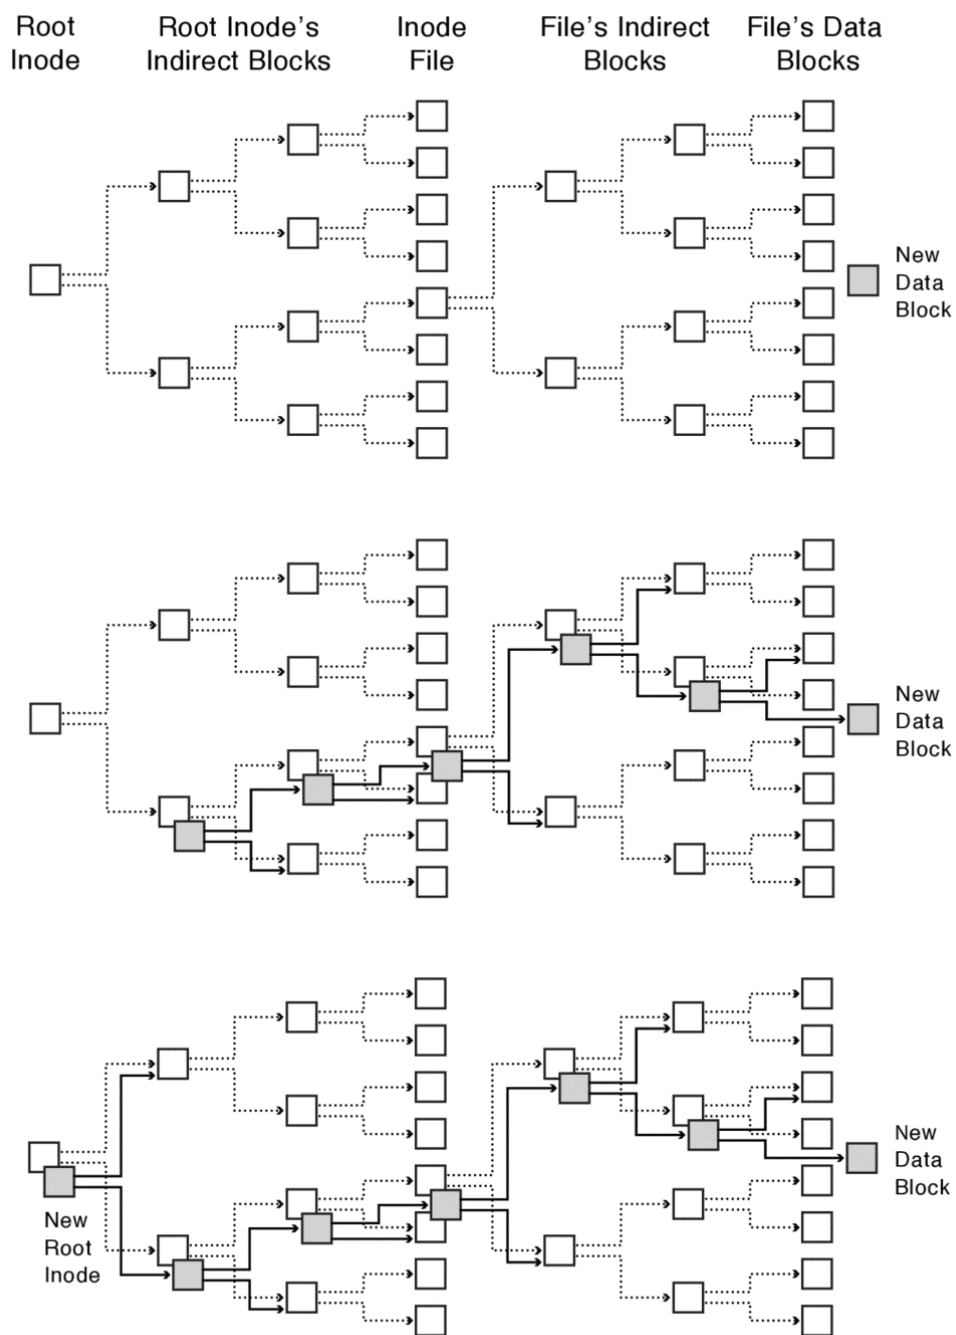 Root
Inode
Root Inode's
Indirect Blocks
Inode
File
File's Indirect
Blocks
File's Data
Blocks
New
Data
Block
New
Data
Block
New
Data
Block
New
Root
Inode